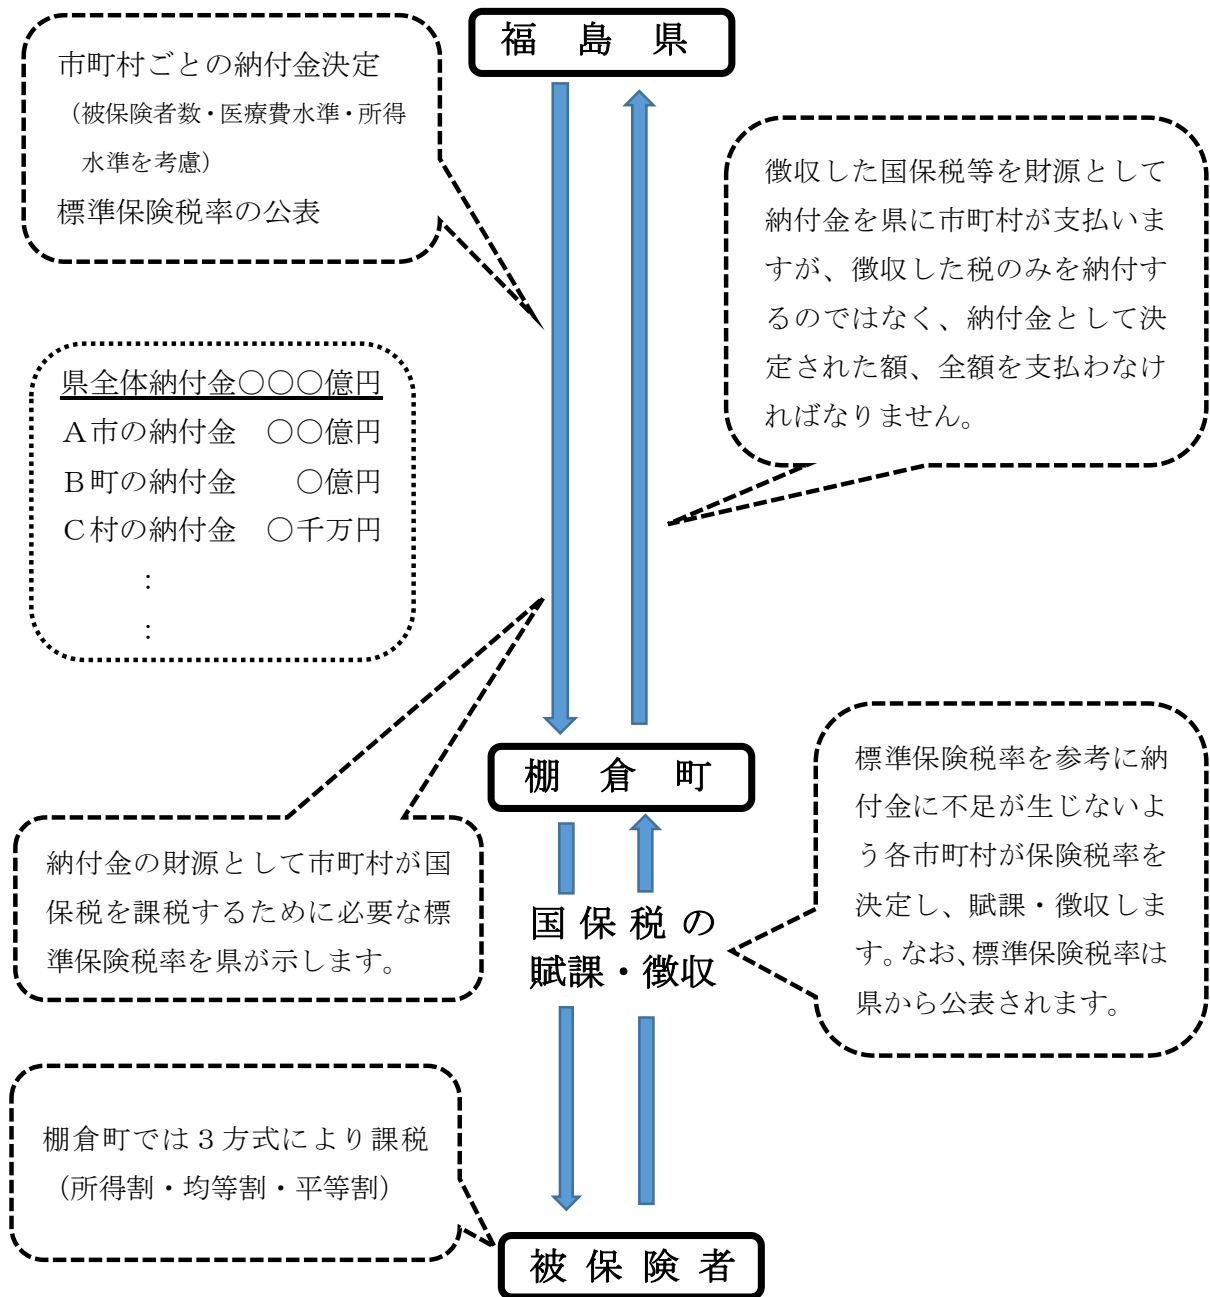 福島県
市町村ごとの納付金決定
（被保険者数・医療費水準・所得
水準を考慮）
標準保険税率の公表
徴収した国保税等を財源として
納付金を県に市町村が支払いま
すが、徴収した税のみを納付す
るのではなく、納付金として決
定された額、全額を支払わなけ
ればなりません。
県全体納付金○○○億円
Ａ市の納付金　○○億円
Ｂ町の納付金　　○億円
Ｃ村の納付金　○千万円
：
：
棚倉町
標準保険税率を参考に納
付金に不足が生じないよ
う各市町村が保険税率を
決定し、賦課・徴収しま
す。なお、標準保険税率は
県から公表されます。
納付金の財源として市町村が国
保税を課税するために必要な標
準保険税率を県が示します。
国保税の
賦課・徴収
棚倉町では３方式により課税
（所得割・均等割・平等割）
被保険者